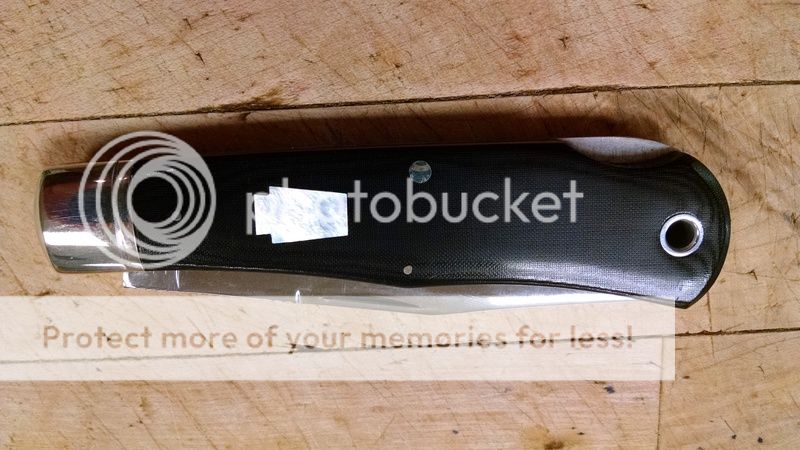 photobucket
Protect more of your memories for less!